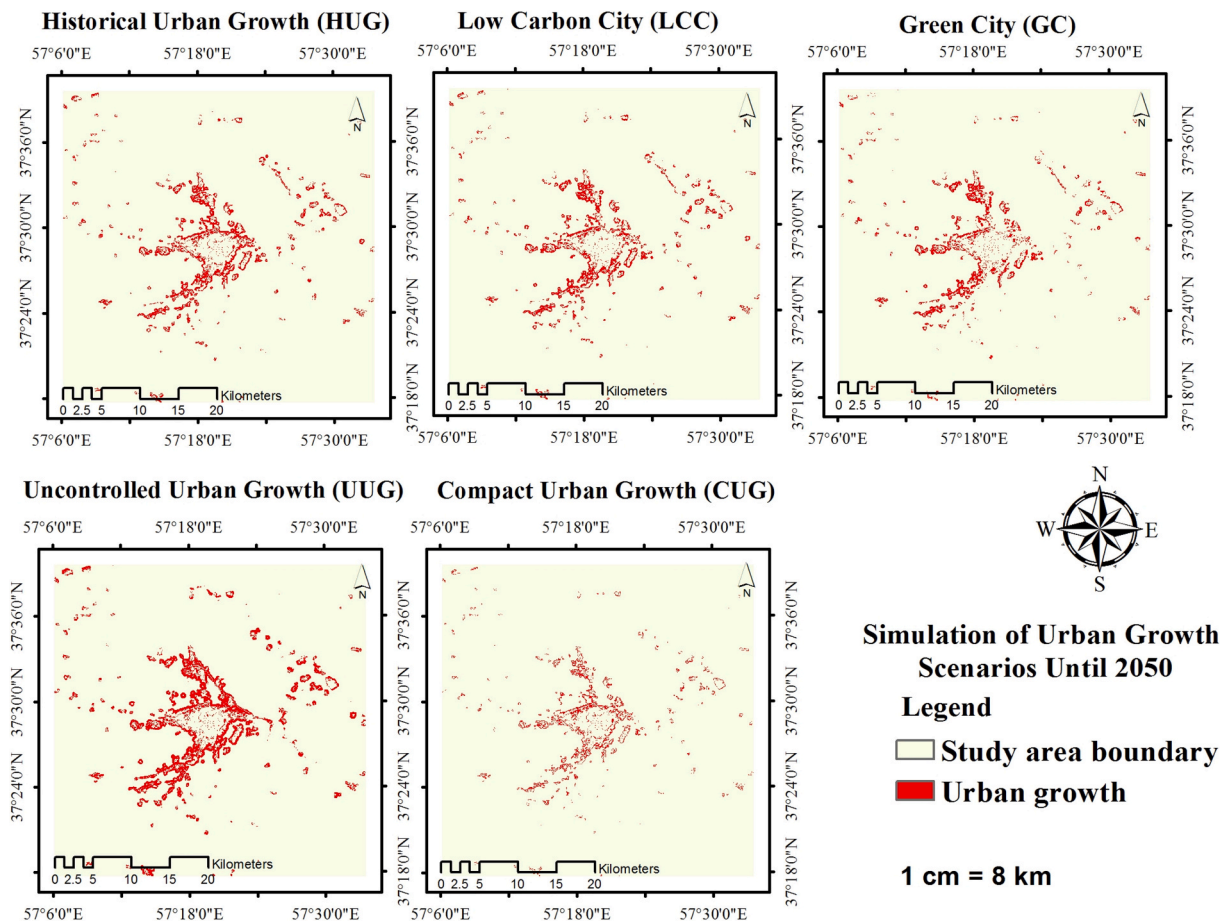 Historical Urban Growth (HUG)
57°6'0"E 57°18'0"E 57°30'0"E
37°36'0"N
37°30'0"N
37°24'0"N
N
Kilometers
0 2.5 5 10 15 20
57°6'0"E 57°18'0"E 57°30'0"E
Low Carbon City (LCC)
57°6'0"E 57°18'0"E 57°30'0"E
37°36'0"N
37°30'0"N
37°24'0"N
37°18'0"N
N
Kilometers
0 2.5 5 10 15 20
57°6'0"E 57°18'0"E 57°30'0"E
Green City (GC)
57°6'0"E 57°18'0"E 57°30'0"E
37°36'0"N
37°30'0"N
37°24'0"N
37°18'0"N
N
Kilometers
0 2.5 5 10 15 20
57°6'0"E 57°18'0"E 57°30'0"E
Uncontrolled Urban Growth (UUG)
57°6'0"E 57°18'0"E 57°30'0"E
37°36'0"N
37°30'0"N
37°24'0"N
37°18'0"N
N
Kilometers
0 2.5 5 10 15 20
57°6'0"E 57°18'0"E 57°30'0"E
Compact Urban Growth (CUG)
57°6'0"E 57°18'0"E 57°30'0"E
37°36'0"N
37°30'0"N
37°24'0"N
37°18'0"N
N
Kilometers
0 2.5 5 10 15 20
57°6'0"E 57°18'0"E 57°30'0"E
N
W E
S
Simulation of Urban Growth
Scenarios Until 2050
Legend
Study area boundary
Urban growth
1 cm = 8 km